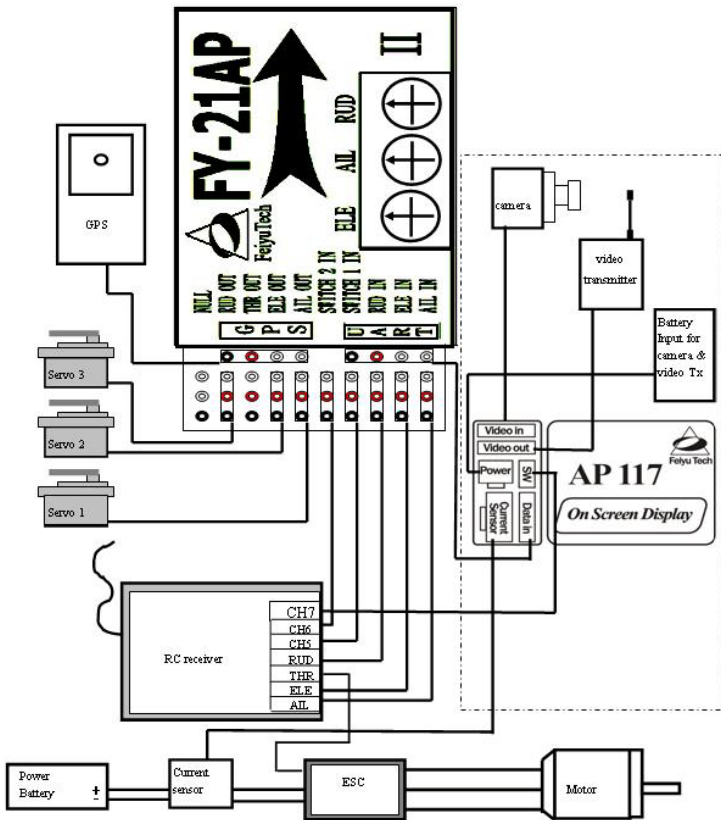 FY-21AP
II
FeiyuTech
ELE
AIL
RUD
NULL
RUD OUT
THR OUT
ELE OUT
AIL OUT
SWITCH 2 IN
SWITCH 1 IN
RUD IN
ELE IN
AIL IN
G P S
U A R T
GPS
Servo 3
Servo 2
Servo 1
camera
video
transmitter
Battery
Input for
camera &
video Tx
Video in
Video out
Power
SW
Current
Sensor
Data in
Feiyu Tech
AP 117
On Screen Display
RC receiver
CH7
CH6
CH5
RUD
THR
ELE
AIL
Power
Battery
+
-
Current
sensor
ESC
Motor